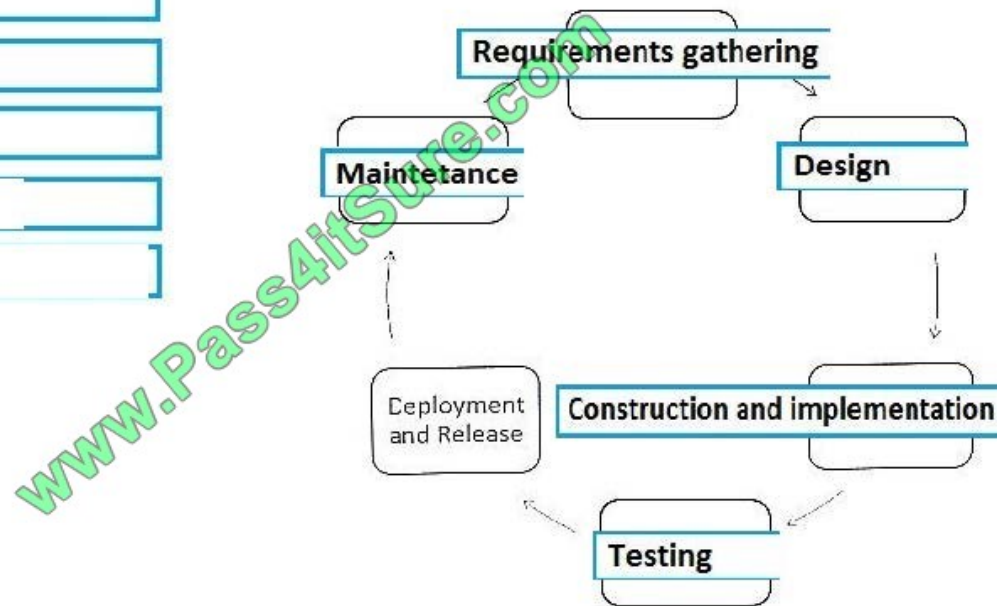 Requirements gathering
Maintetance
Design
Deployment
and Release
Construction and implementation
Testing
www.Pass4itSure.com